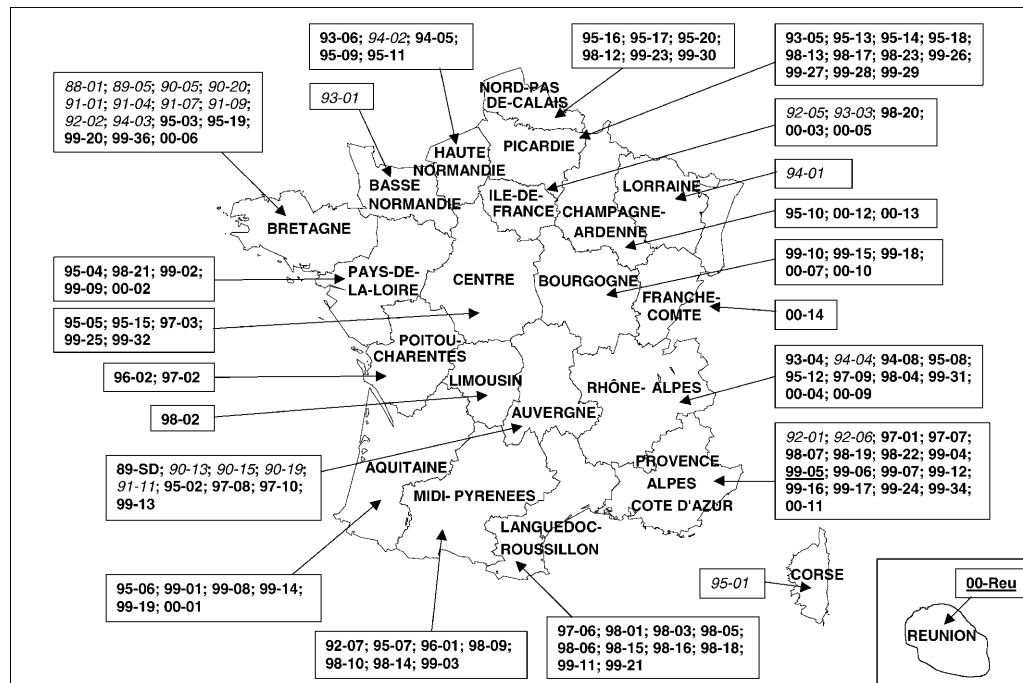 93-06; 94-02; 94-05;
95-09; 95-11
95-16; 95-17; 95-20;
98-12; 99-23; 99-30
93-05; 95-13; 95-14; 95-18;
98-13; 98-17; 98-23; 99-26;
99-27; 99-28; 99-29
88-01; 89-05; 90-05; 90-20;
91-01; 91-04; 91-07; 91-09;
92-02; 94-03; 95-03; 95-19;
99-20; 99-36; 00-06
93-01
NORD-PAS
DE-CALAIS
92-05; 93-03; 98-20;
00-03; 00-05
PICARDIE
HAUTE
NORMANDIE
BASSE
NORMANDIE
ILE-DE-
FRANCE
LORRAINE
94-01
CHAMPAGNE-
ARDENNE
95-10; 00-12; 00-13
BRETAGNE
95-04; 98-21; 99-02;
99-09; 00-02
PAYS-DE-
LA-LOIRE
CENTRE
BOURGOGNE
99-10; 99-15; 99-18;
00-07; 00-10
FRANCHE-
COMTE
00-14
95-05; 95-15; 97-03;
99-25; 99-32
POITOU-
CHARENTES
96-02; 97-02
LIMOUSIN
RHÔNE- ALPES
93-04; 94-04; 94-08; 95-08;
95-12; 97-09; 98-04; 99-31;
00-04; 00-09
98-02
AUVERGNE
89-SD; 90-13; 90-15; 90-19;
91-11; 95-02; 97-08; 97-10;
99-13
AQUITAINE
MIDI- PYRENEES
PROVENCE
ALPES
COTE D'AZUR
92-01; 92-06; 97-01; 97-07;
98-07; 98-19; 98-22; 99-04;
99-05; 99-06; 99-07; 99-12;
99-16; 99-17; 99-24; 99-34;
00-11
LANGUEDOC-
ROUSSILLON
95-06; 99-01; 99-08; 99-14;
99-19; 00-01
95-01
CORSE
00-Reu
REUNION
92-07; 95-07; 96-01; 98-09;
98-10; 98-14; 99-03
97-06; 98-01; 98-03; 98-05;
98-06; 98-15; 98-16; 98-18;
99-11; 99-21